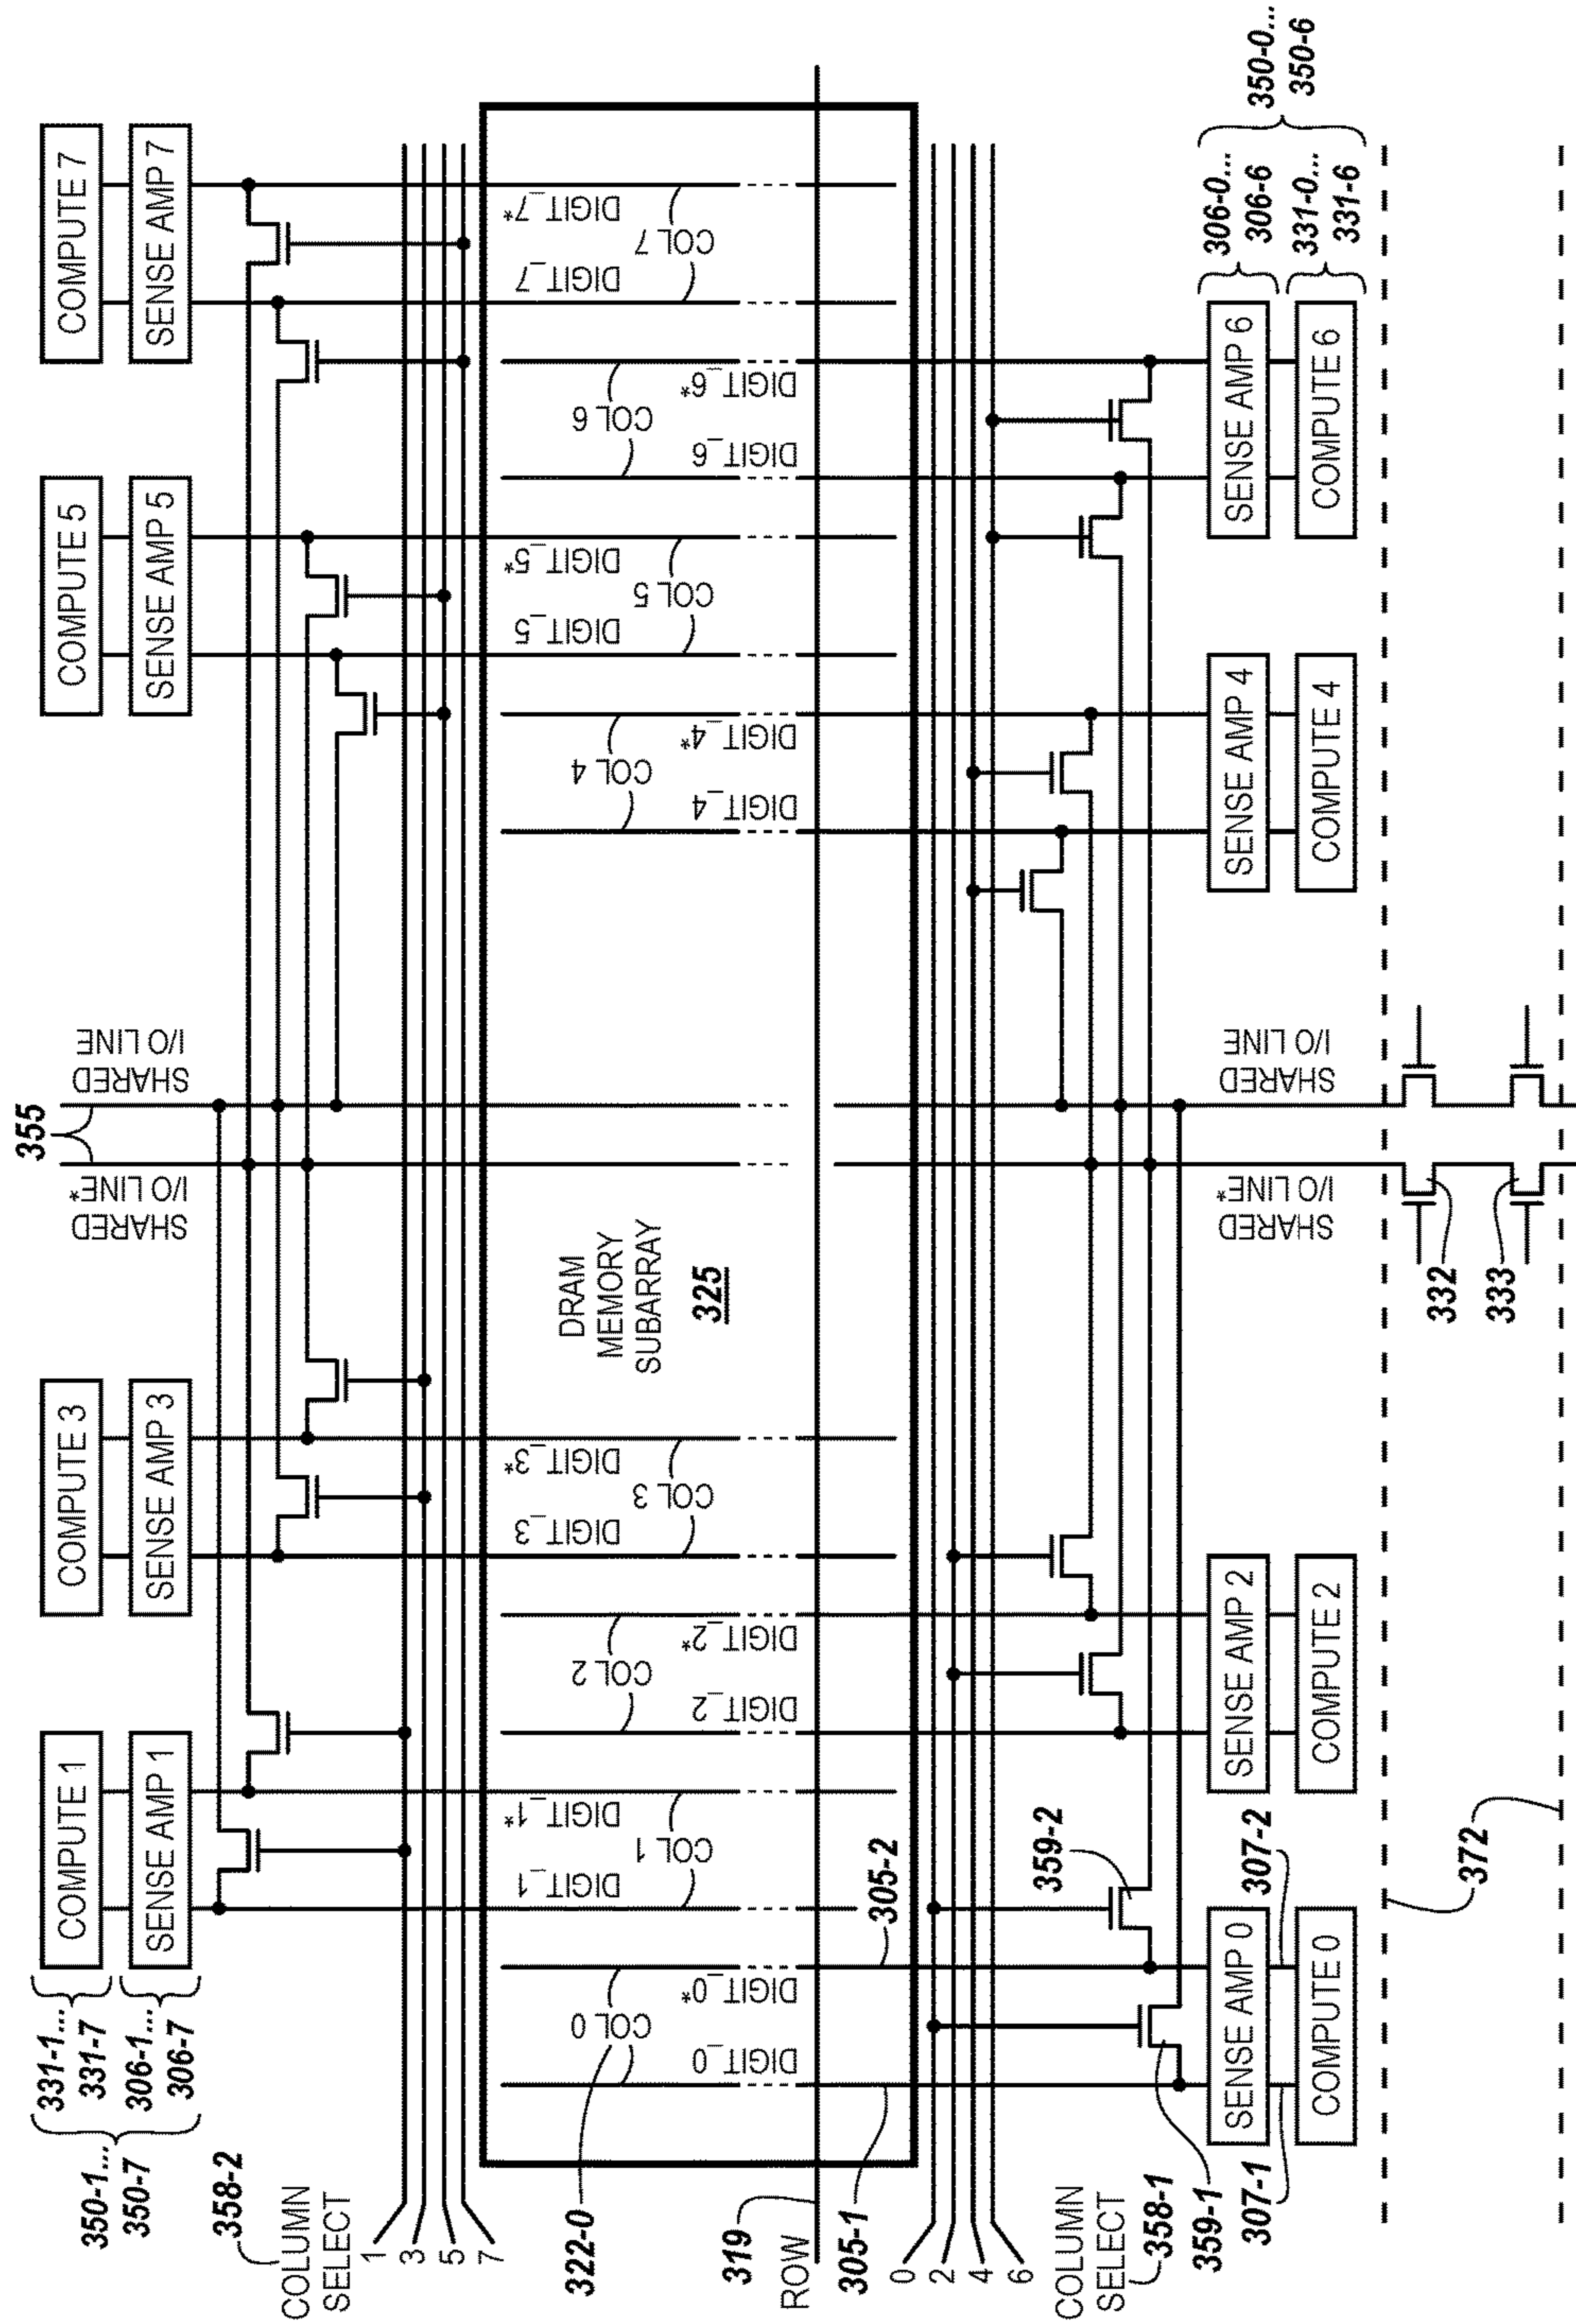 355
331-1...
331-7
COMPUTE 1
COMPUTE 3
SHARED
I/O LINE*
SHARED
I/O LINE
COMPUTE 5
COMPUTE 7
350-1...
350-7
306-1...
306-7
SENSE AMP 1
SENSE AMP 3
SENSE AMP 5
SENSE AMP 7
358-2
COLUMN
SELECT
1
3
5
7
DIGIT_1
DIGIT_1*
DIGIT_3
DIGIT_3*
DIGIT_5
DIGIT_5*
DIGIT_7
DIGIT_7*
COL 1
COL 3
COL 5
COL 7
322-0
COL 0
COL 2
DRAM
MEMORY
SUBARRAY
325
COL 4
COL 6
DIGIT_0
DIGIT_0*
DIGIT_2
DIGIT_2*
DIGIT_4
DIGIT_4*
DIGIT_6
DIGIT_6*
319
ROW
305-1
305-2
0
2
4
6
COLUMN
SELECT
358-1
359-1
359-2
307-1
307-2
SENSE AMP 0
SENSE AMP 2
SENSE AMP 4
SENSE AMP 6
306-0...
306-6
350-0...
350-6
COMPUTE 0
COMPUTE 2
SHARED
I/O LINE*
SHARED
I/O LINE
COMPUTE 4
COMPUTE 6
331-0...
331-6
372
332
333